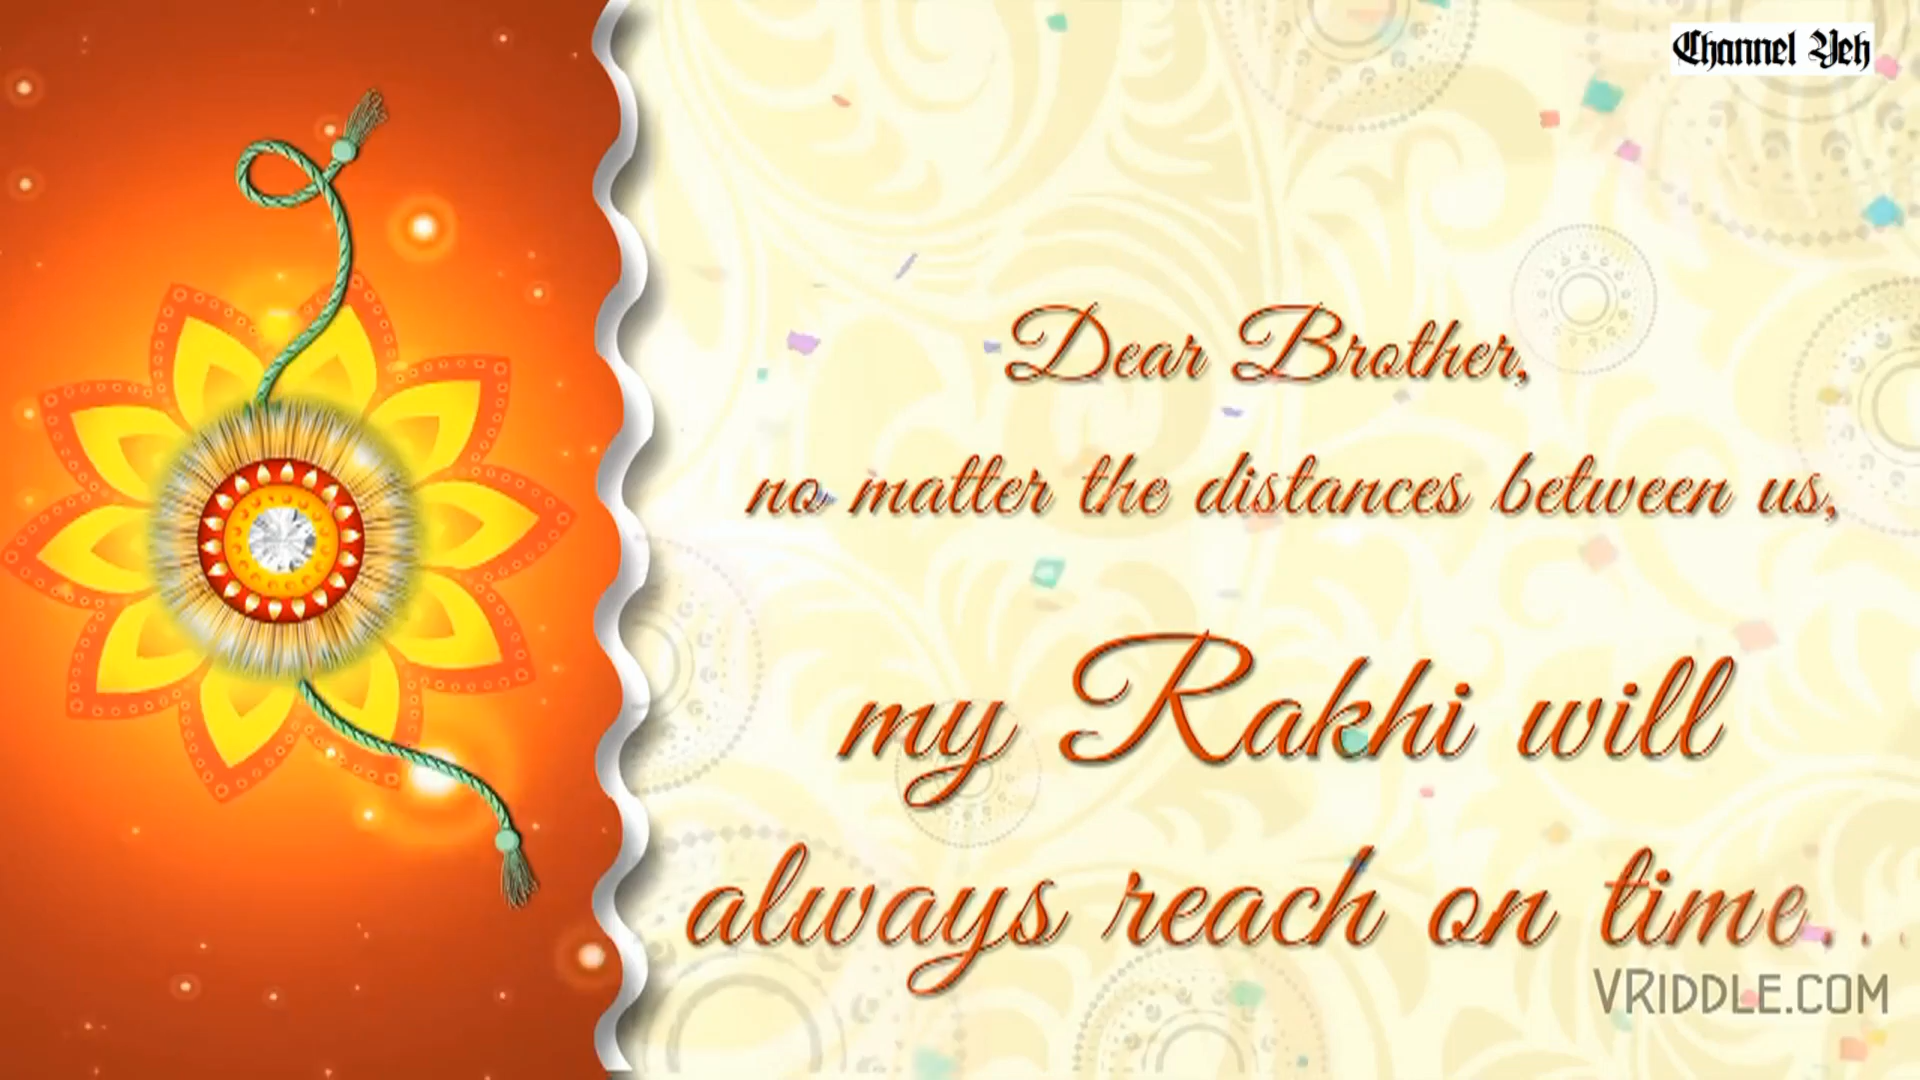 Channel Yeh
Dear Brother,
no matter the distances between us,
my Rakhi will
always reach on time...
VRIDDLE.COM